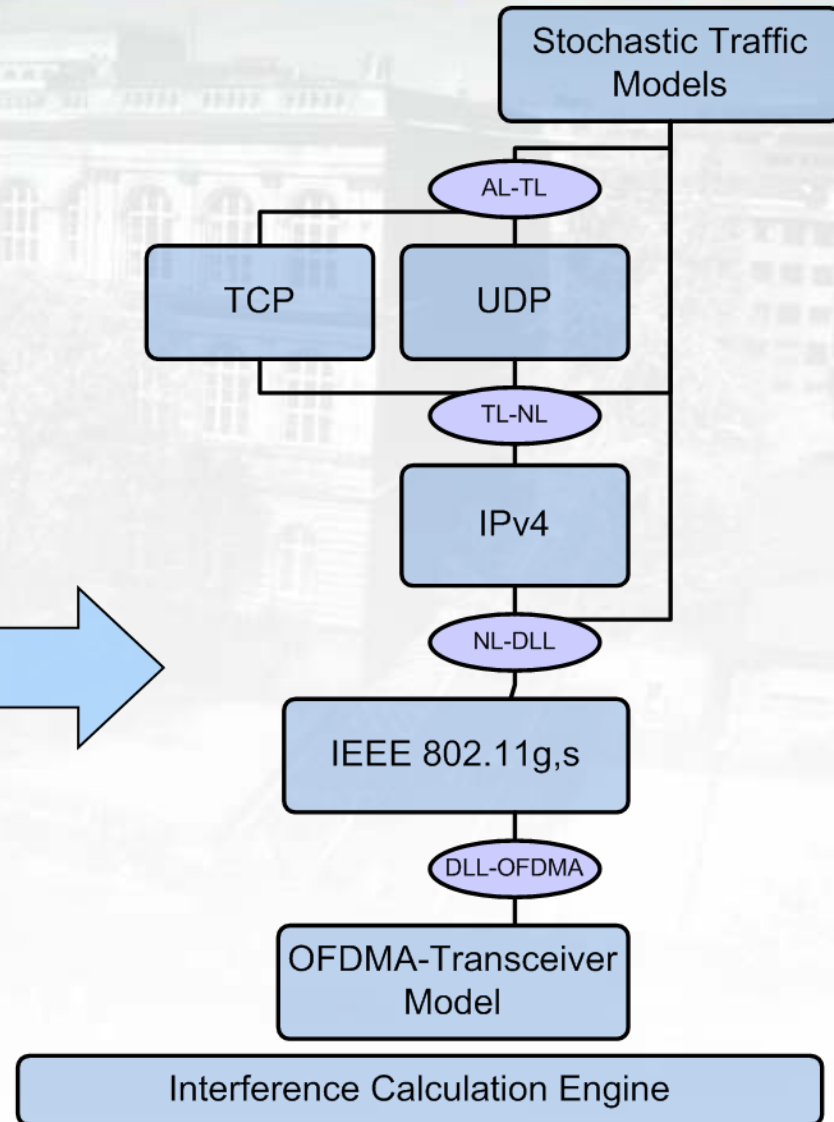 Stochastic Traffic
Models
AL-TL
TCP
UDP
TL-NL
IPv4
NL-DLL
IEEE 802.11g,s
DLL-OFDMA
OFDMA-Transceiver
Model
Interference Calculation Engine